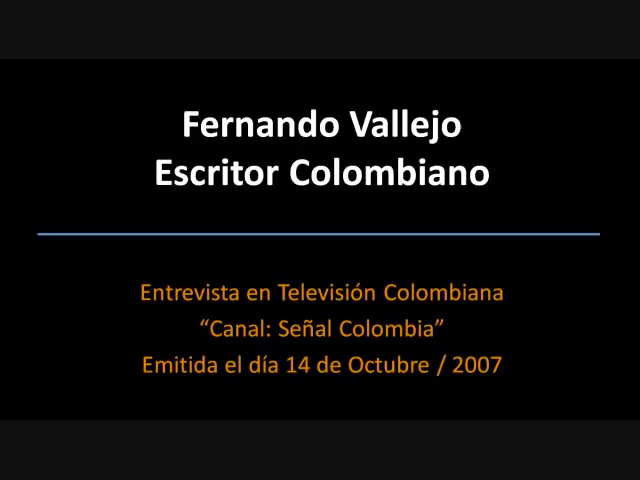 Fernando Vallejo
Escritor Colombiano
Entrevista en Televisión Colombiana
“Canal: Señal Colombia”
Emitida el día 14 de Octubre / 2007